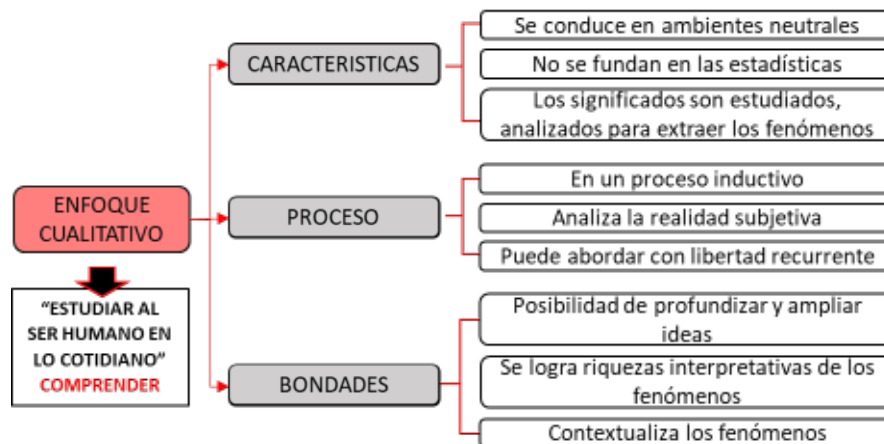 ENFOQUE
CUALITATIVO
"ESTUDIAR AL
SER HUMANO EN
LO COTIDIANO"
COMPRENDER
CARACTERISTICAS
Se conduce en ambientes neutrales
No se fundan en las estadísticas
Los significados son estudiados,
analizados para extraer los fenómenos
PROCESO
En un proceso inductivo
Analiza la realidad subjetiva
Puede abordar con libertad recurrente
BONDADES
Posibilidad de profundizar y ampliar
ideas
Se logra riquezas interpretativas de los
fenómenos
Contextualiza los fenómenos